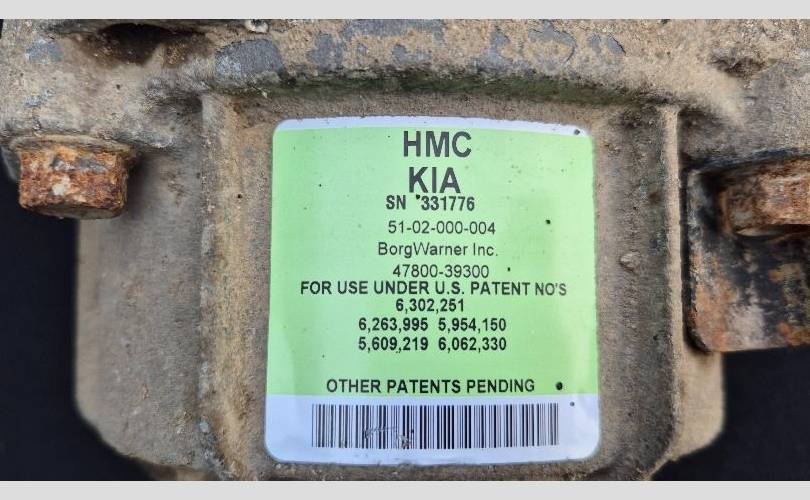 HMC
KIA
SN 331776
51-02-000-004
BorgWarner Inc.
47800-39300
FOR USE UNDER U.S. PATENT NO'S
6,302,251
6,263,995 5,954,150
5,609,219 6,062,330
OTHER PATENTS PENDING